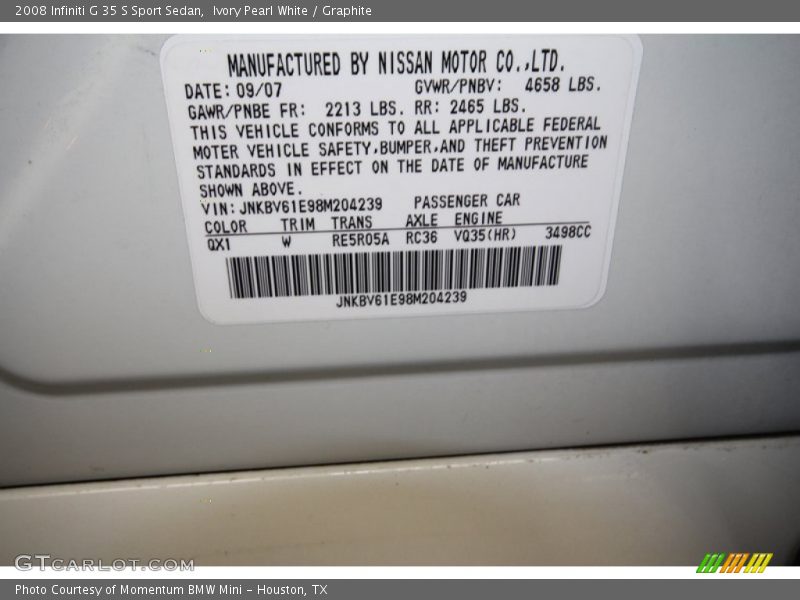 2008 Infiniti G 35 S Sport Sedan,  Ivory Pearl White / Graphite
MANUFACTURED BY NISSAN MOTOR CO.,LTD.
DATE: 09/07 GVWR/PNBV: 4658 LBS.
GAWR/PNBE FR: 2213 LBS. RR: 2465 LBS.
THIS VEHICLE CONFORMS TO ALL APPLICABLE FEDERAL
MOTER VEHICLE SAFETY,BUMPER,AND THEFT PREVENTION
STANDARDS IN EFFECT ON THE DATE OF MANUFACTURE
SHOWN ABOVE.
VIN: JNKBV61E98M204239 PASSENGER CAR
COLOR TRIM TRANS AXLE ENGINE
QX1 W RE5R05A RC36 VQ35(HR) 3498CC
JNKBV61E98M204239
GTCARLOT.COM
Photo Courtesy of Momentum BMW Mini - Houston, TX